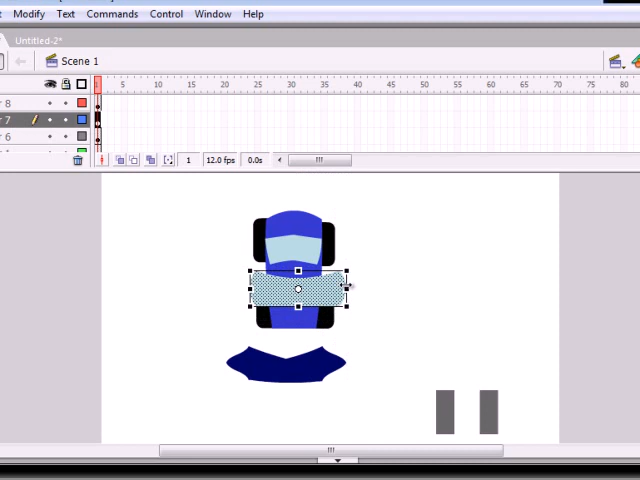 Modify Text Commands Control Window Help
Untitled-2*
Scene 1
1 5 10 15 20 25 30 35 40 45 50 55 60 65 70 75 80
8
7
6
1 12.0 fps 0.0s